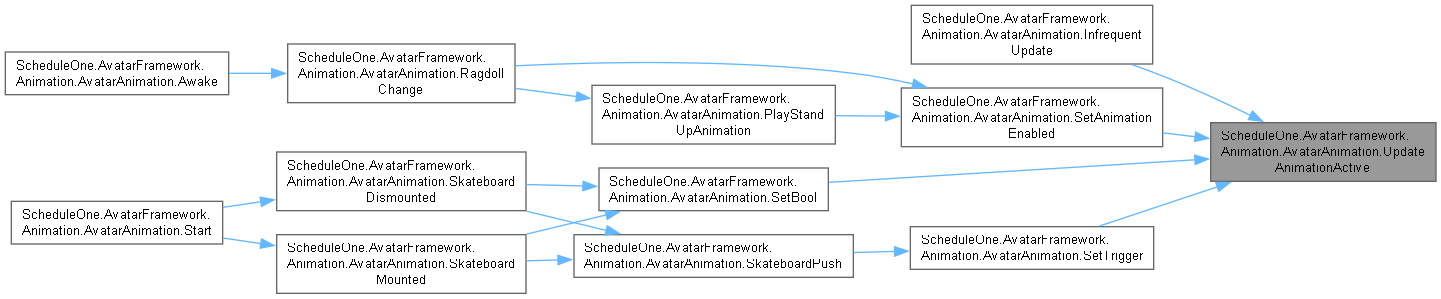 ScheduleOne.AvatarFramework.
Animation.AvatarAnimation.Awake
ScheduleOne.AvatarFramework.
Animation.AvatarAnimation.Ragdoll
Change
ScheduleOne.AvatarFramework.
Animation.AvatarAnimation.PlayStand
UpAnimation
ScheduleOne.AvatarFramework.
Animation.AvatarAnimation.Infrequent
Update
ScheduleOne.AvatarFramework.
Animation.AvatarAnimation.SetAnimation
Enabled
ScheduleOne.AvatarFramework.
Animation.AvatarAnimation.Update
AnimationActive
ScheduleOne.AvatarFramework.
Animation.AvatarAnimation.Skateboard
Dismounted
ScheduleOne.AvatarFramework.
Animation.AvatarAnimation.SetBool
ScheduleOne.AvatarFramework.
Animation.AvatarAnimation.Start
ScheduleOne.AvatarFramework.
Animation.AvatarAnimation.Skateboard
Mounted
ScheduleOne.AvatarFramework.
Animation.AvatarAnimation.SkateboardPush
ScheduleOne.AvatarFramework.
Animation.AvatarAnimation.SetTrigger